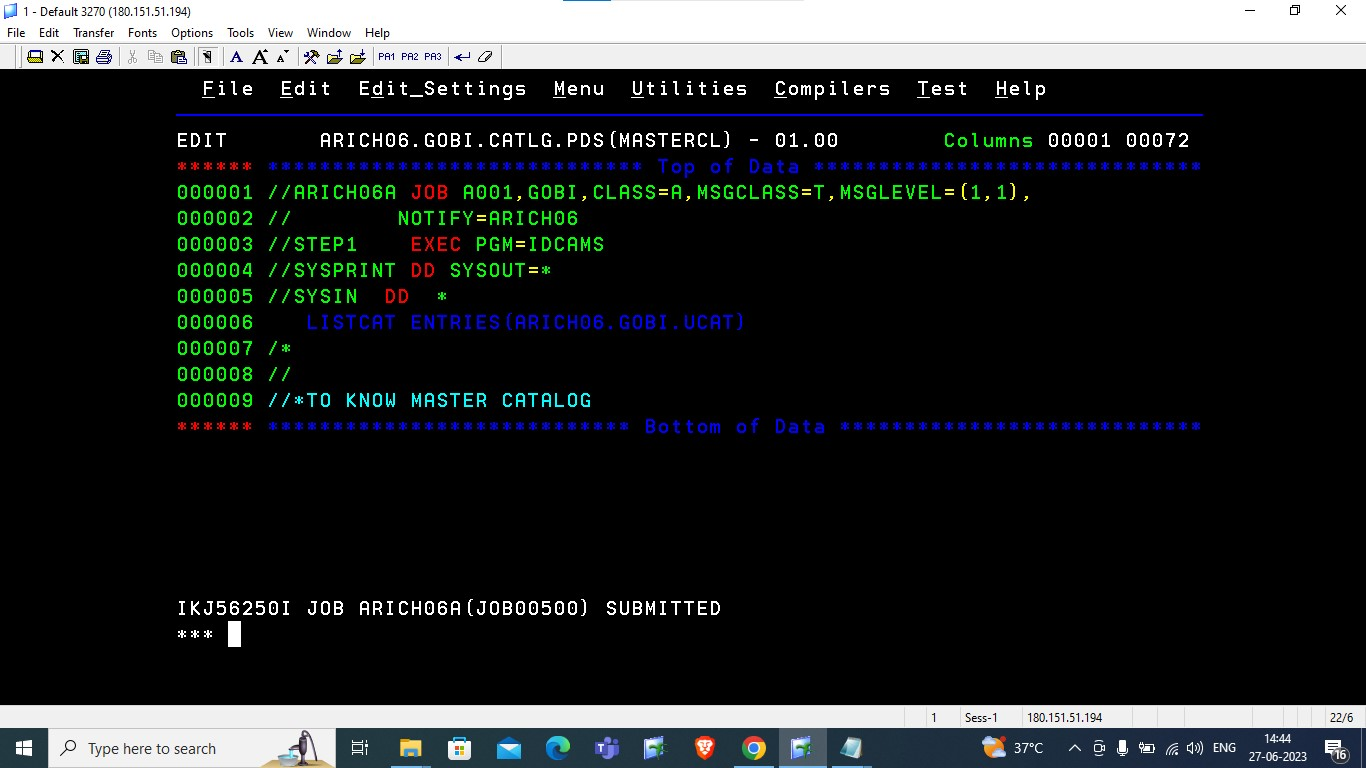 1 - Default 3270 (180.151.51.194)
File Edit Transfer Fonts Options Tools View Window Help
A A A PA1 PA2 PA3
File Edit Edit_Settings Menu Utilities Compilers Test Help
EDIT ARICH06.GOBI.CATLG.PDS(MASTERCL) - 01.00 Columns 00001 00072
****** ***************************** Top of Data ******************************
000001 //ARICH06A JOB A001,GOBI,CLASS=A,MSGCLASS=T,MSGLEVEL=(1,1),
000002 // NOTIFY=ARICH06
000003 //STEP1 EXEC PGM=IDCAMS
000004 //SYSPRINT DD SYSOUT=*
000005 //SYSIN DD *
000006 LISTCAT ENTRIES(ARICH06.GOBI.UCAT)
000007 /*
000008 //
000009 //*TO KNOW MASTER CATALOG
****** **************************** Bottom of Data ****************************
IKJ56250I JOB ARICH06A(JOB00500) SUBMITTED
***
1 Sess-1 180.151.51.194 22/6
Type here to search 37°C ENG 14:44
27-06-2023 16